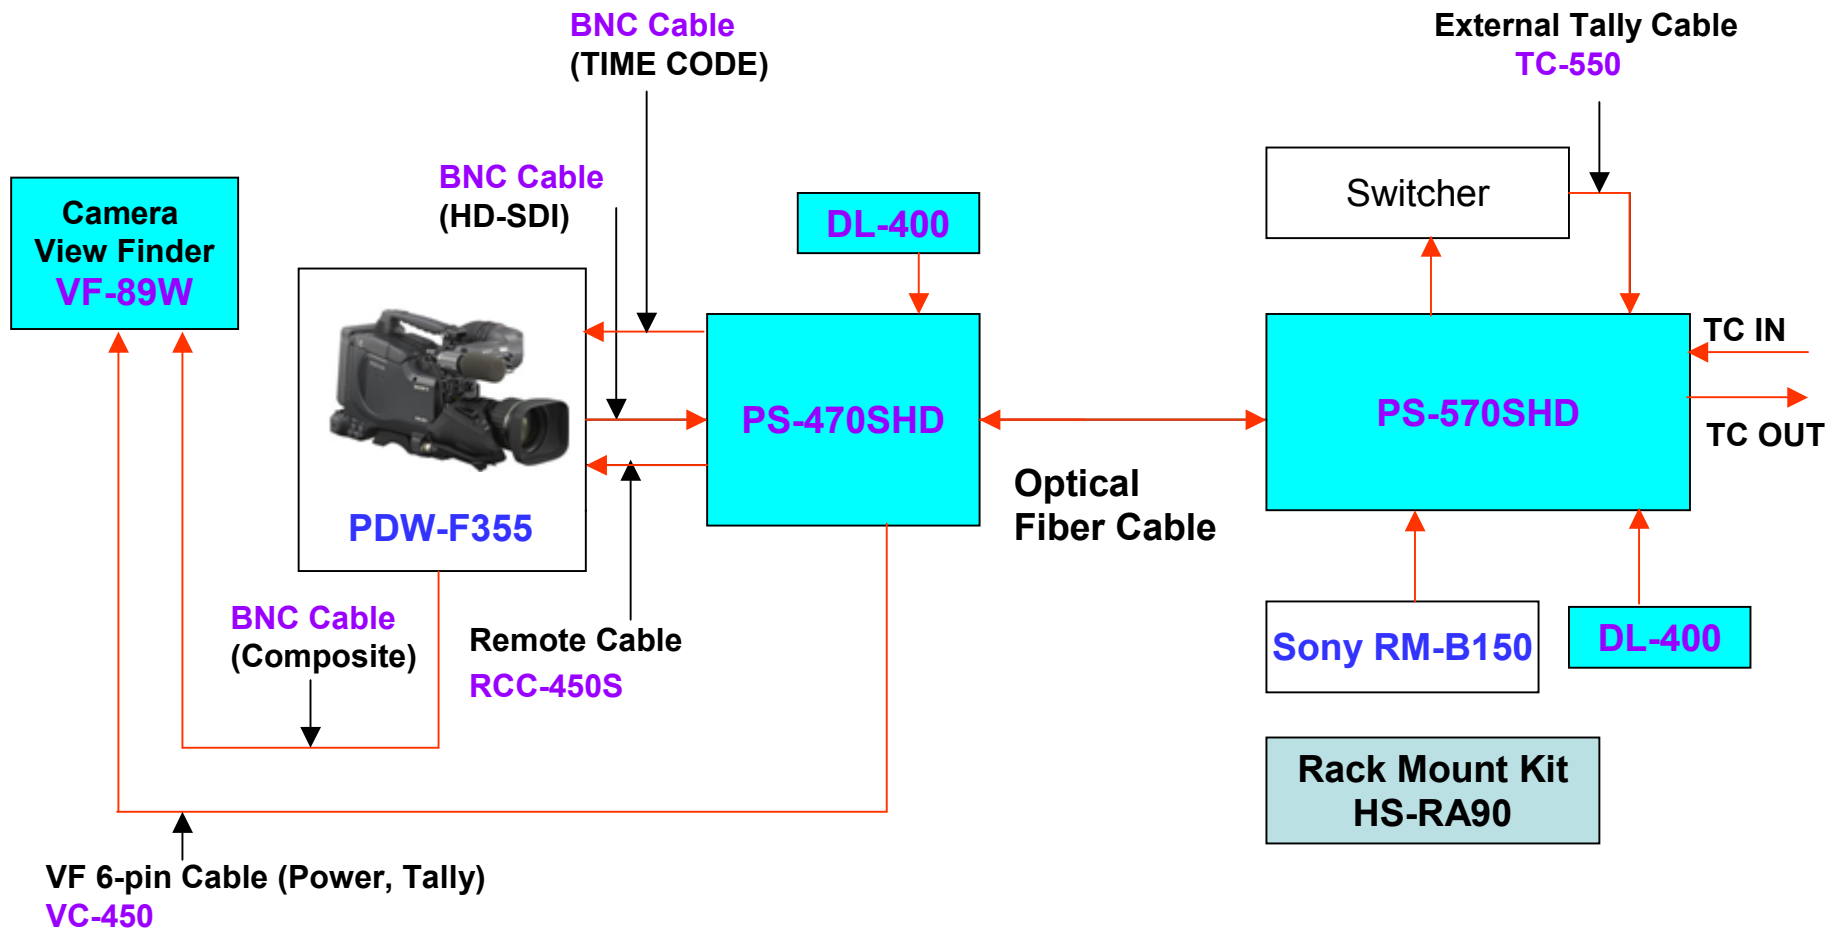 BNC Cable
(TIME CODE)
External Tally Cable
TC-550
BNC Cable
(HD-SDI)
Camera
View Finder
VF-89W
DL-400
Switcher
TC IN
PS-470SHD
PS-570SHD
TC OUT
Optical
Fiber Cable
PDW-F355
BNC Cable
(Composite)
Remote Cable
RCC-450S
Sony RM-B150
DL-400
Rack Mount Kit
HS-RA90
VF 6-pin Cable (Power, Tally)
VC-450